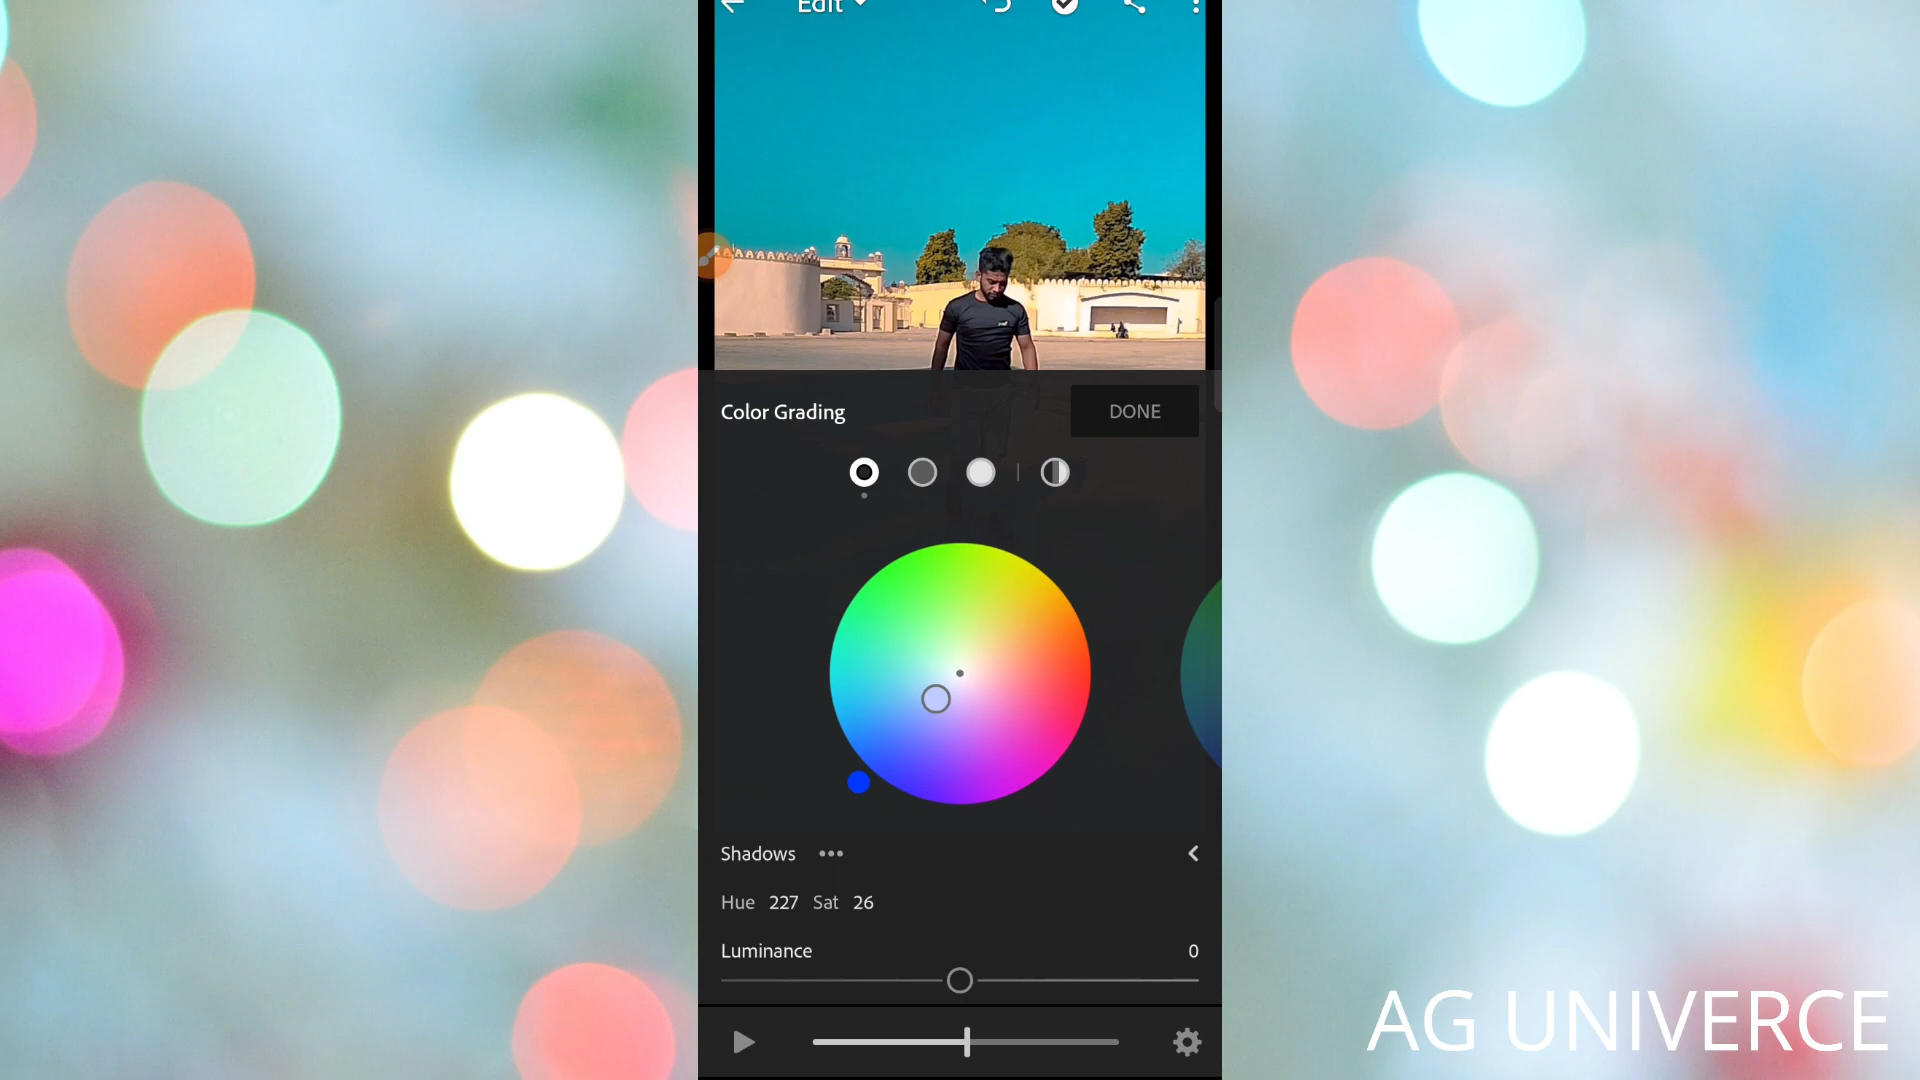 Edit
Color Grading
DONE
Shadows
Hue 227 Sat 26
Luminance 0
AG UNIVERCE